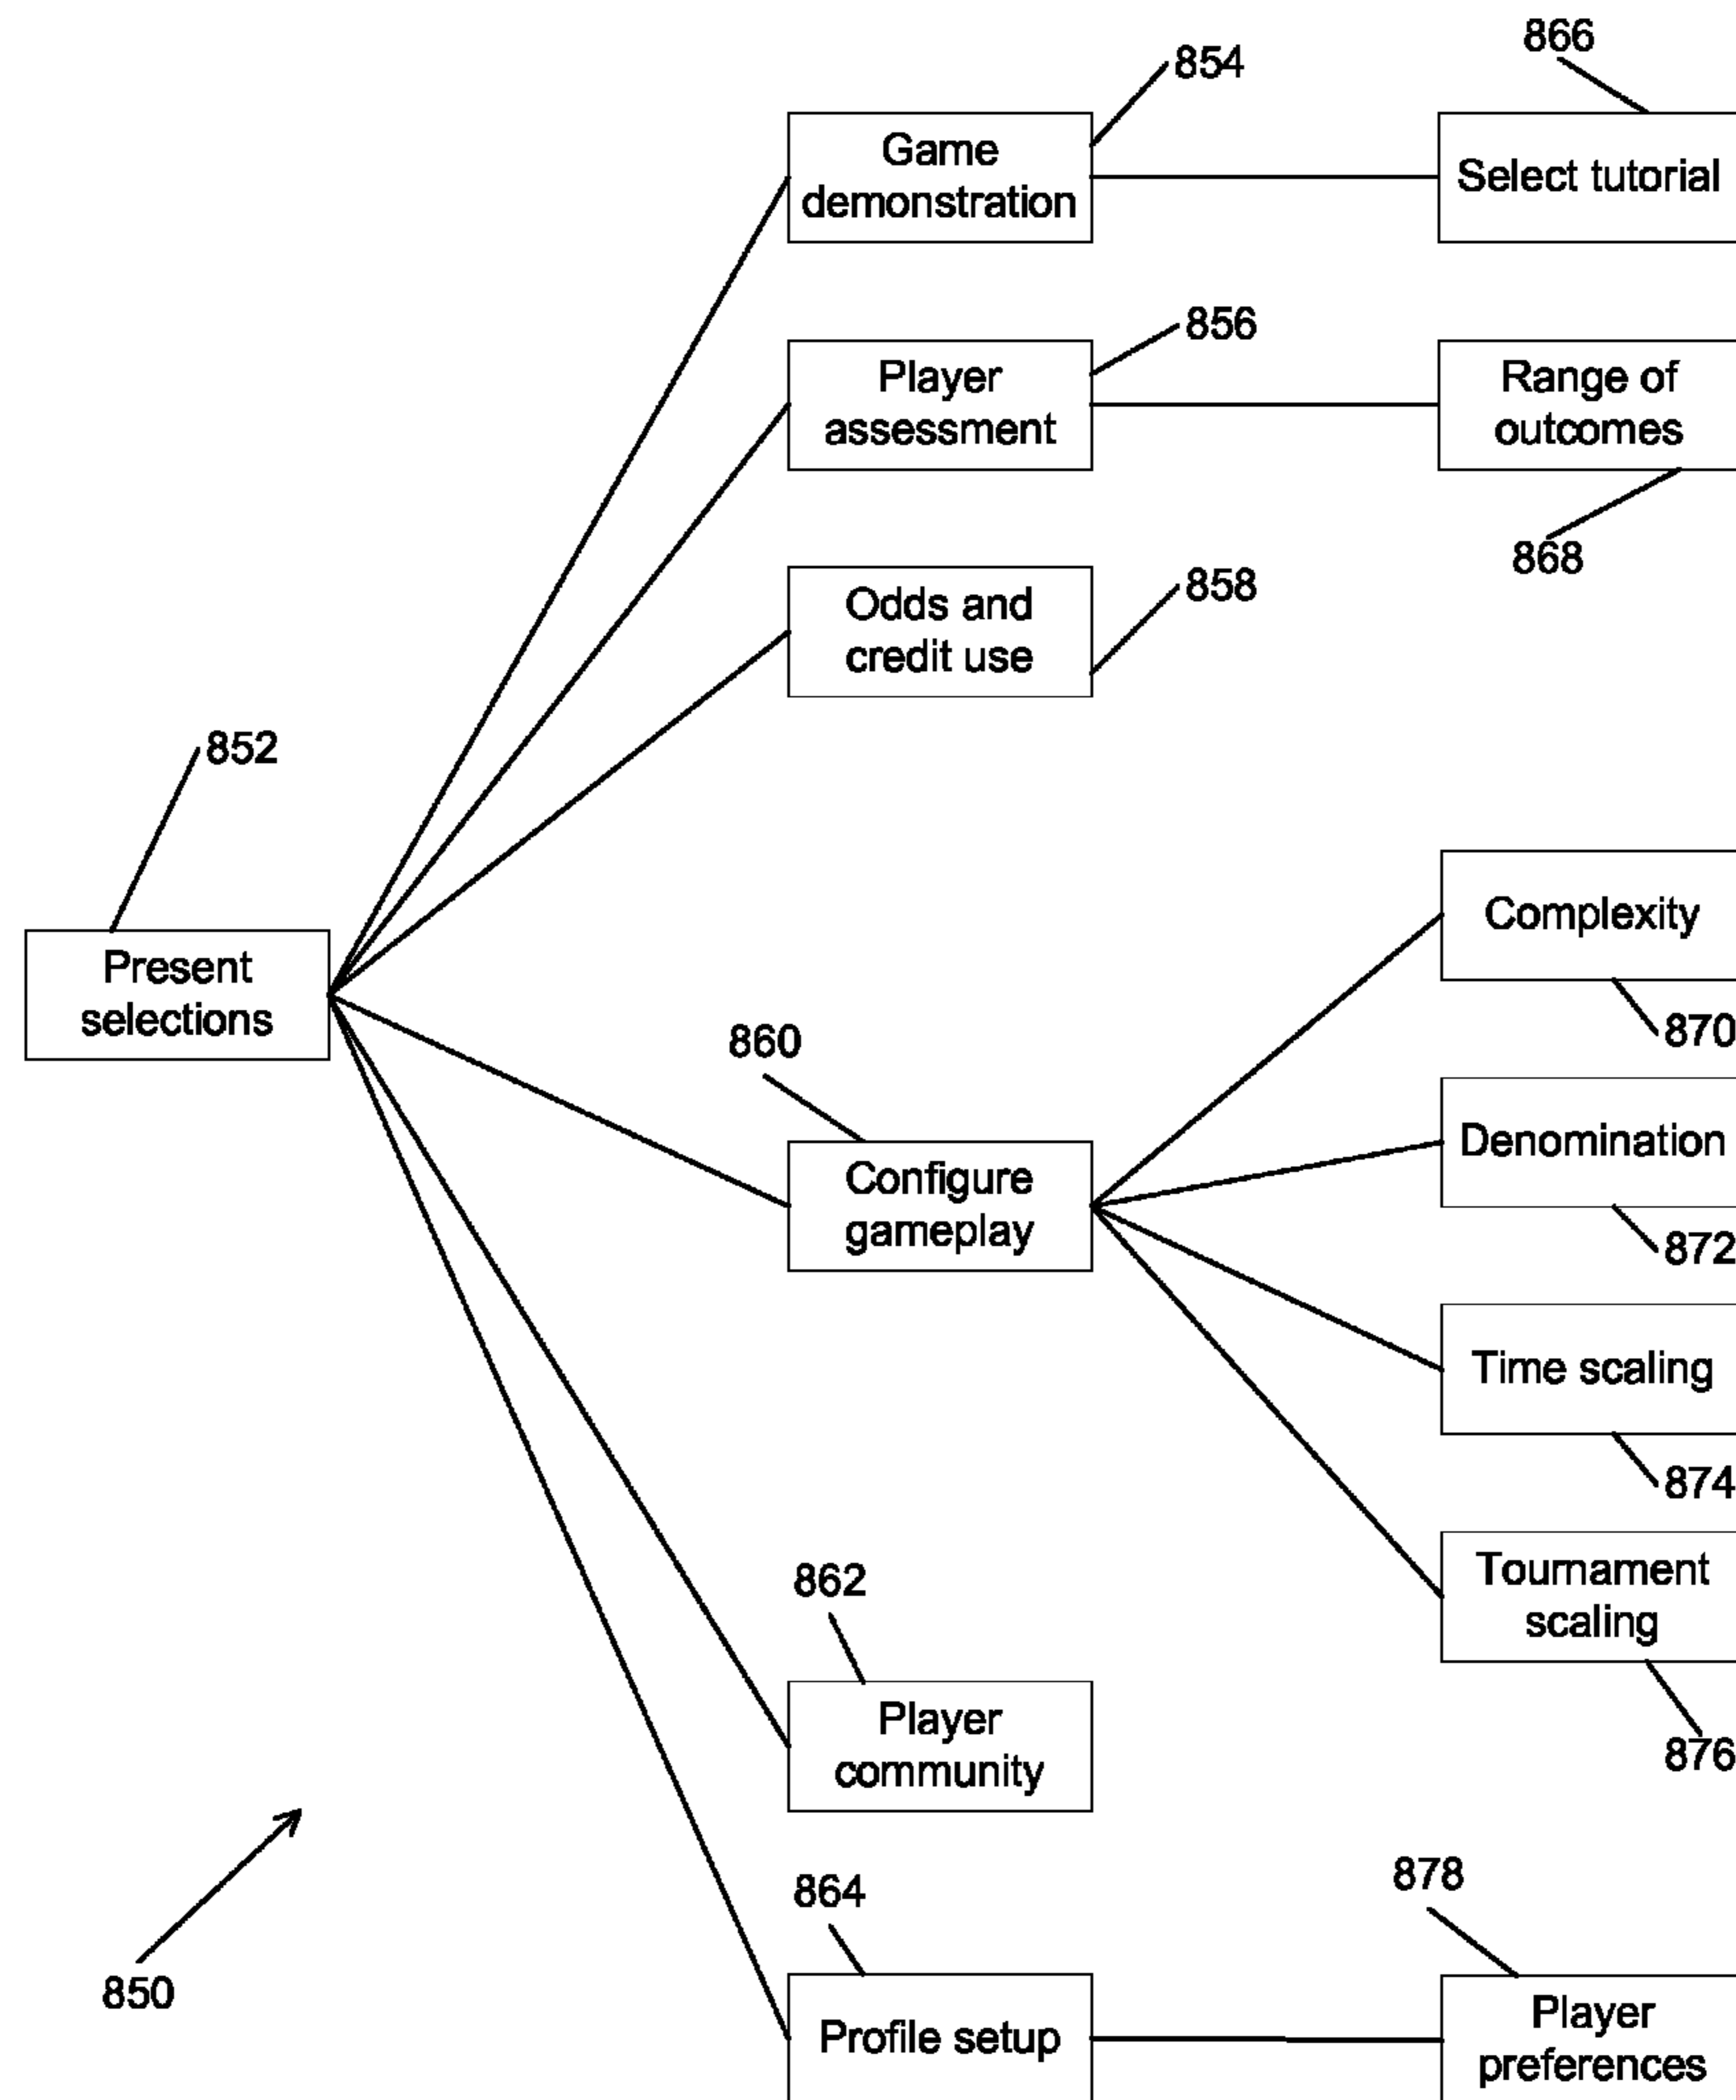 866
854
Game
demonstration
Select tutorial
856
Player
assessment
Range of
outcomes
868
858
Odds and
credit use
852
Present
selections
Complexity
870
860
Denomination
872
Configure
gameplay
Time scaling
874
862
Tournament
scaling
876
Player
community
850
864
878
Profile setup
Player
preferences